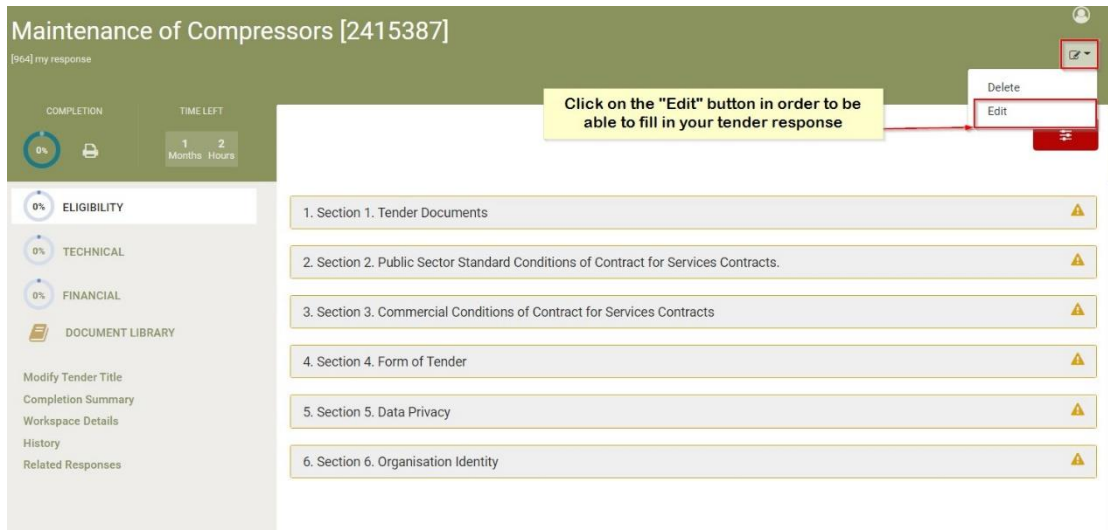 Maintenance of Compressors [2415387]
[964] my response
Delete
Edit
Click on the "Edit" button in order to be
able to fill in your tender response
COMPLETION
TIME LEFT
0%
1 2
Months Hours
0% ELIGIBILITY
0% TECHNICAL
0% FINANCIAL
DOCUMENT LIBRARY
Modify Tender Title
Completion Summary
Workspace Details
History
Related Responses
1. Section 1. Tender Documents
2. Section 2. Public Sector Standard Conditions of Contract for Services Contracts.
3. Section 3. Commercial Conditions of Contract for Services Contracts
4. Section 4. Form of Tender
5. Section 5. Data Privacy
6. Section 6. Organisation Identity